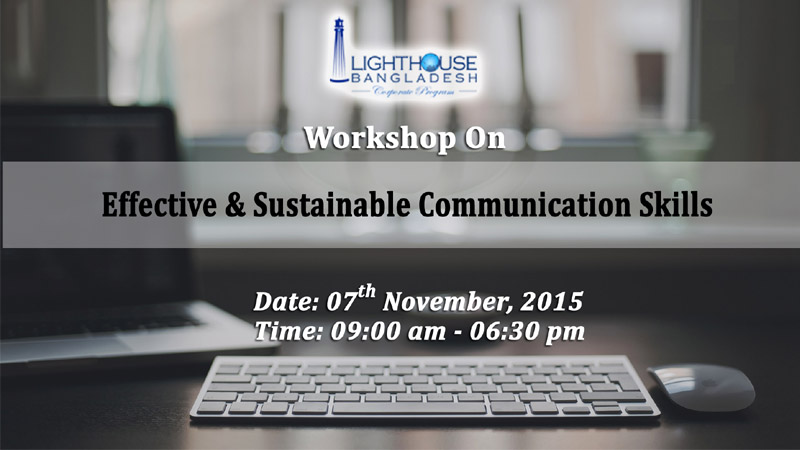 LIGHTHOUSE
BANGLADESH
Corporate Program
Workshop On
Effective & Sustainable Communication Skills
Date: 07th November, 2015
Time: 09:00 am - 06:30 pm